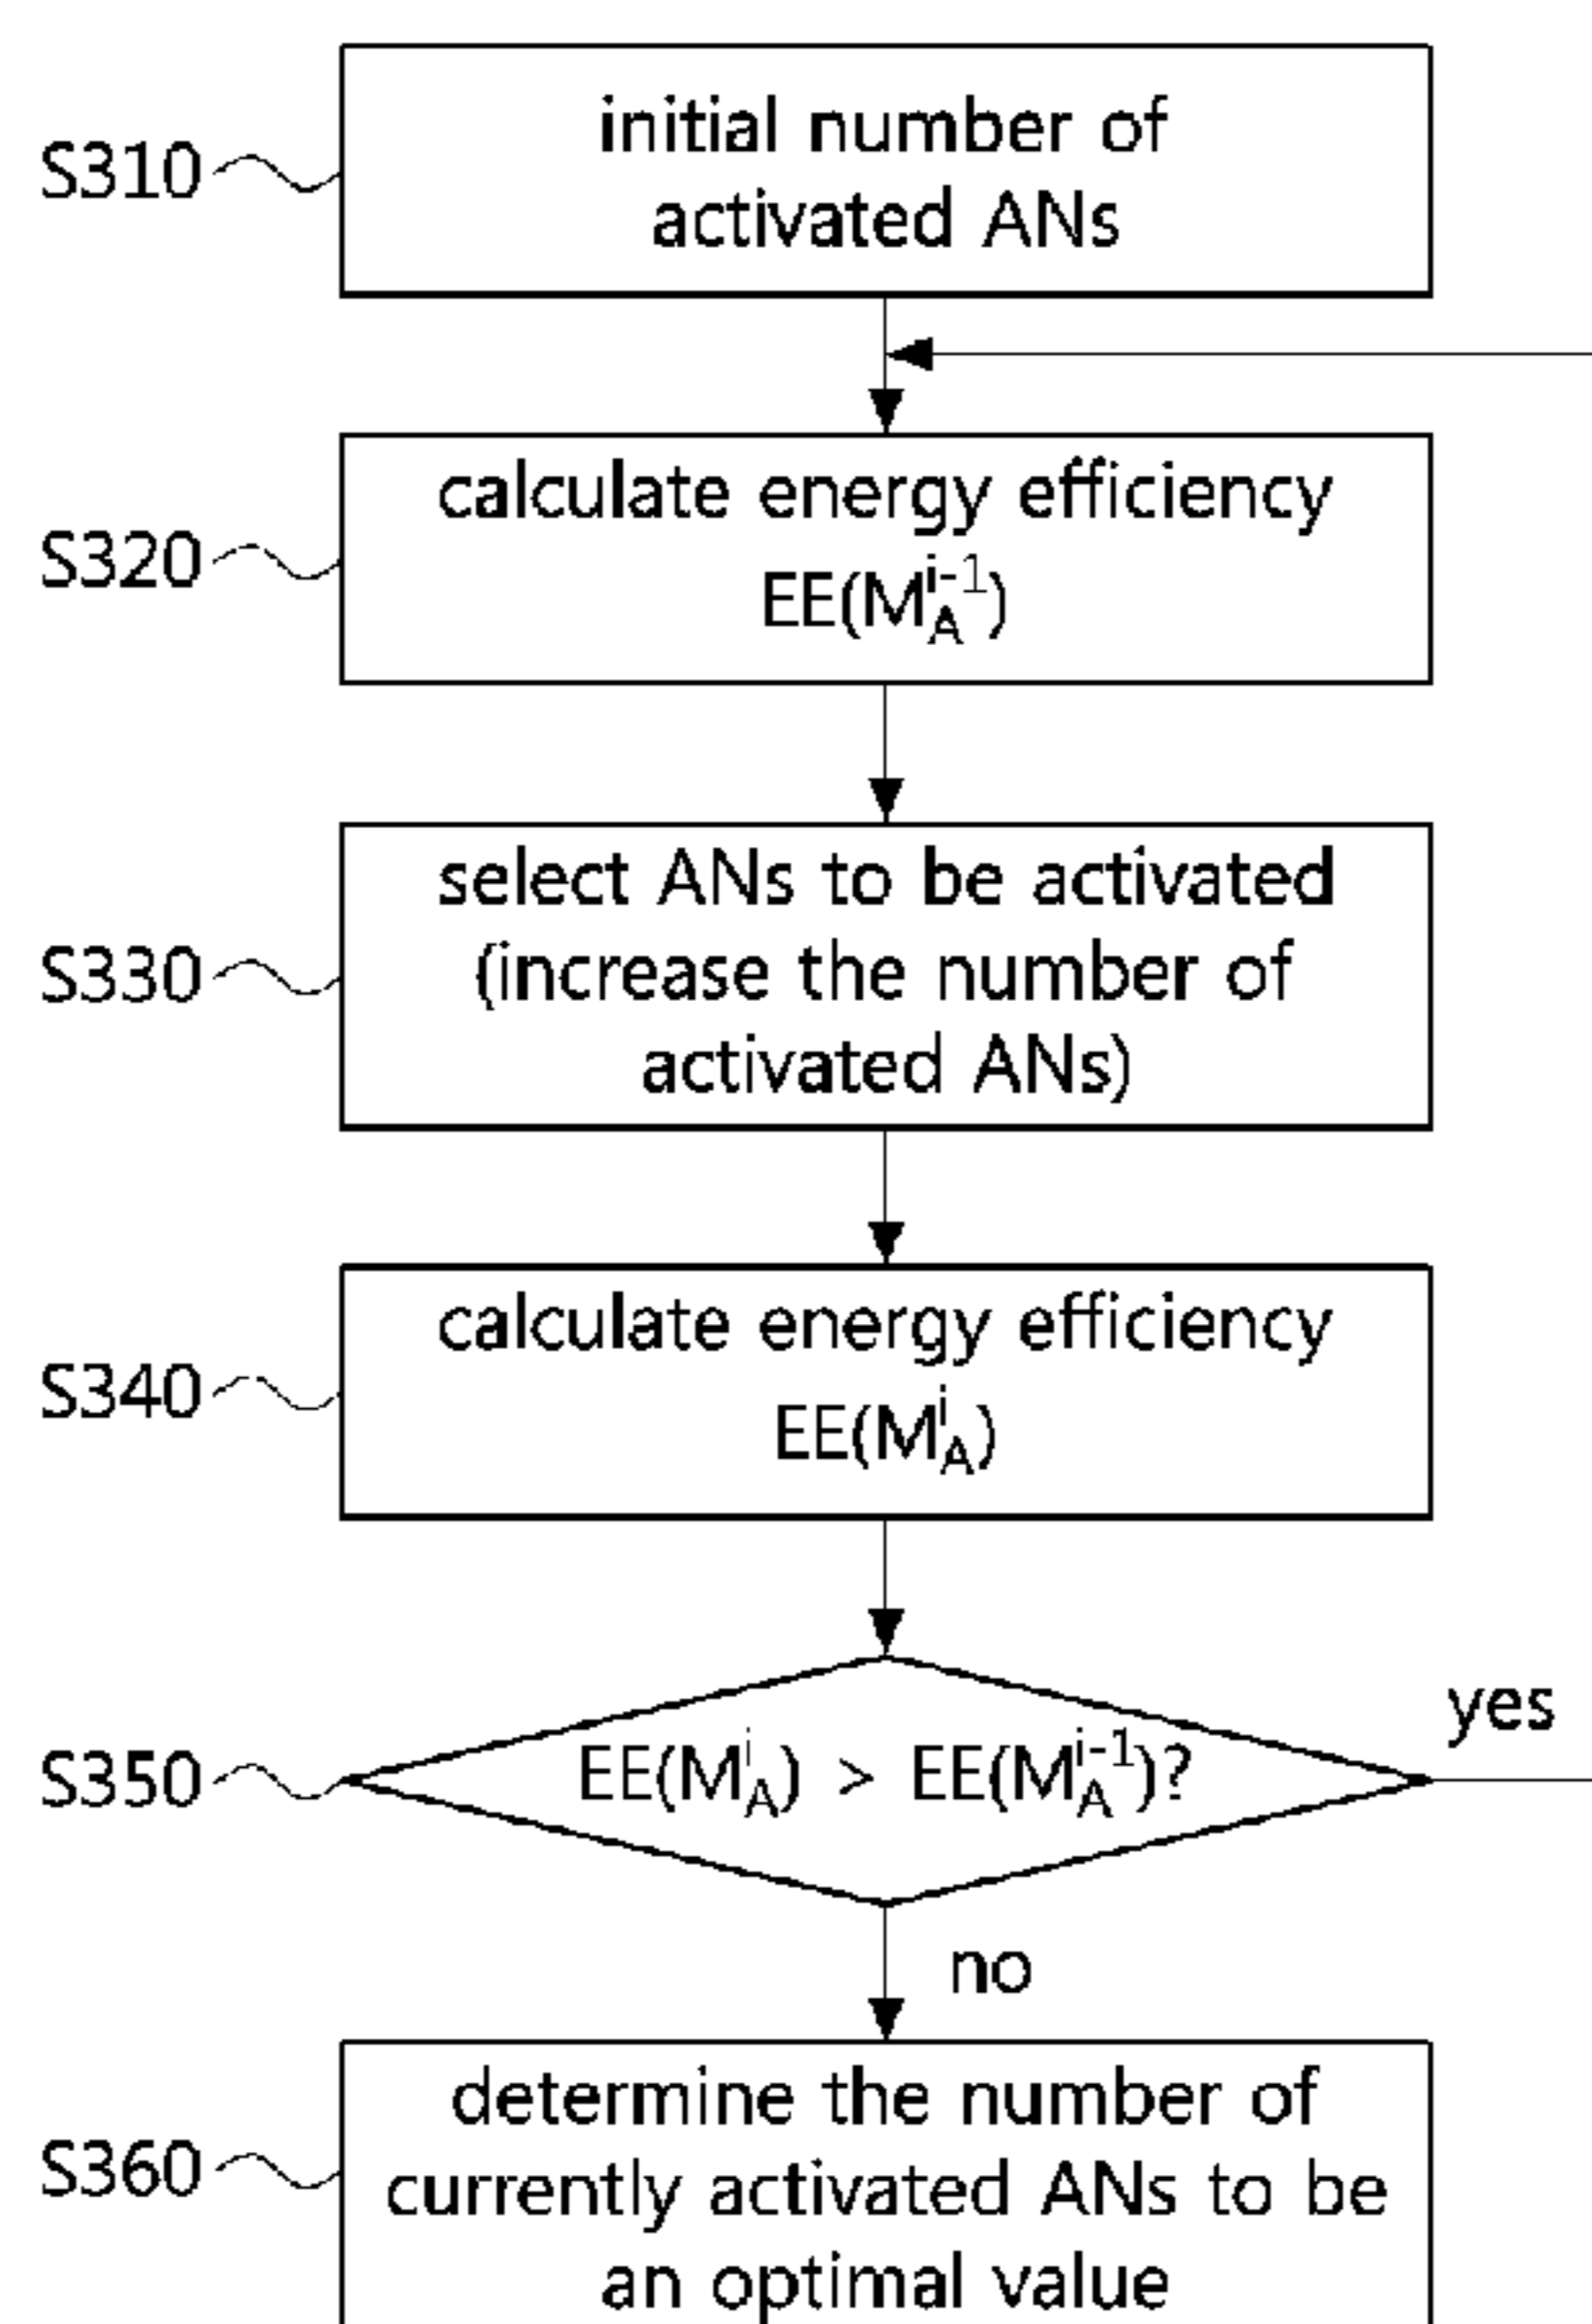 S310
initial number of
activated ANs
S320
calculate energy efficiency
EE(M_A^{i-1})
S330
select ANs to be activated
(increase the number of
activated ANs)
S340
calculate energy efficiency
EE(M_A^i)
S350
EE(M_A^i) > EE(M_A^{i-1})?
yes
no
S360
determine the number of
currently activated ANs to be
an optimal value